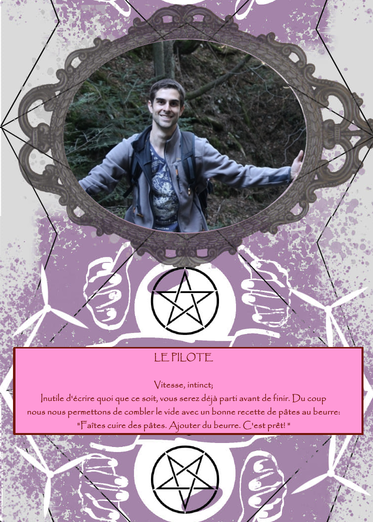 LE PILOTE
Vitesse, intinct;
Inutile d'écrire quoi que ce soit, vous serez déjà parti avant de finir. Du coup
nous nous permettons de combler le vide avec un bonne recette de pâtes au beurre:
"Faîtes cuire des pâtes. Ajouter du beurre. C'est prêt! "